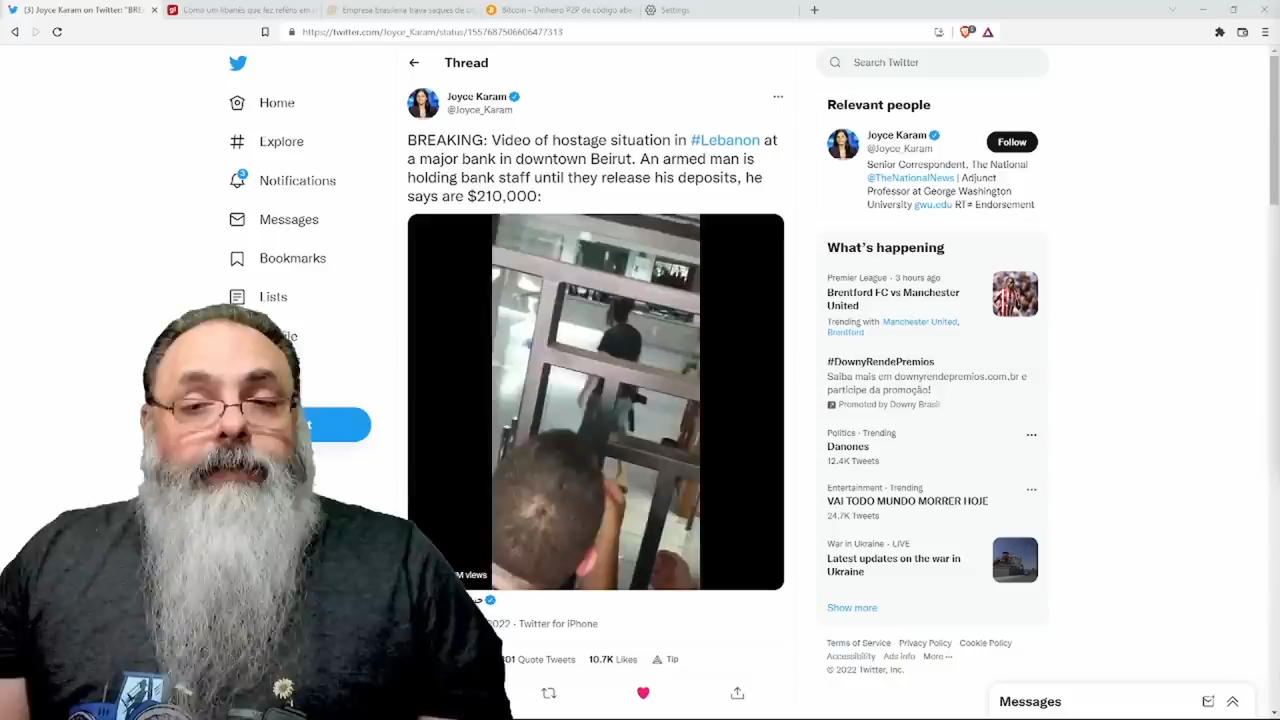 (3) Joyce Karam on Twitter: "BRE
Como um libanês que fez reféns em
Empresa brasileira trava saques de
Bitcoin - Dinheiro P2P de código abe
Settings
https://twitter.com/Joyce_Karam/status/1557687506606477313
Home
Explore
Notifications
Messages
Bookmarks
Lists
Thread
Joyce Karam
@Joyce_Karam
BREAKING: Video of hostage situation in #Lebanon at
a major bank in downtown Beirut. An armed man is
holding bank staff until they release his deposits, he
says are $210,000:
M views
2022 · Twitter for iPhone
Quote Tweets 10.7K Likes Tip
Search Twitter
Relevant people
Joyce Karam
@Joyce_Karam
Follow
Senior Correspondent, The National
@TheNationalNews | Adjunct
Professor at George Washington
University gwu.edu RT≠ Endorsement
What's happening
Premier League · 3 hours ago
Brentford FC vs Manchester
United
Trending with Manchester United,
Brentford
#DownyRendePremios
Saiba mais em downyrendepremios.com.br e
participe da promoção!
Promoted by Downy Brasil
Politics · Trending
Danones
12.4K Tweets
Entertainment · Trending
VAI TODO MUNDO MORRER HOJE
24.7K Tweets
War in Ukraine · LIVE
Latest updates on the war in
Ukraine
Show more
Terms of Service Privacy Policy Cookie Policy
Accessibility Ads info More
© 2022 Twitter, Inc.
Messages